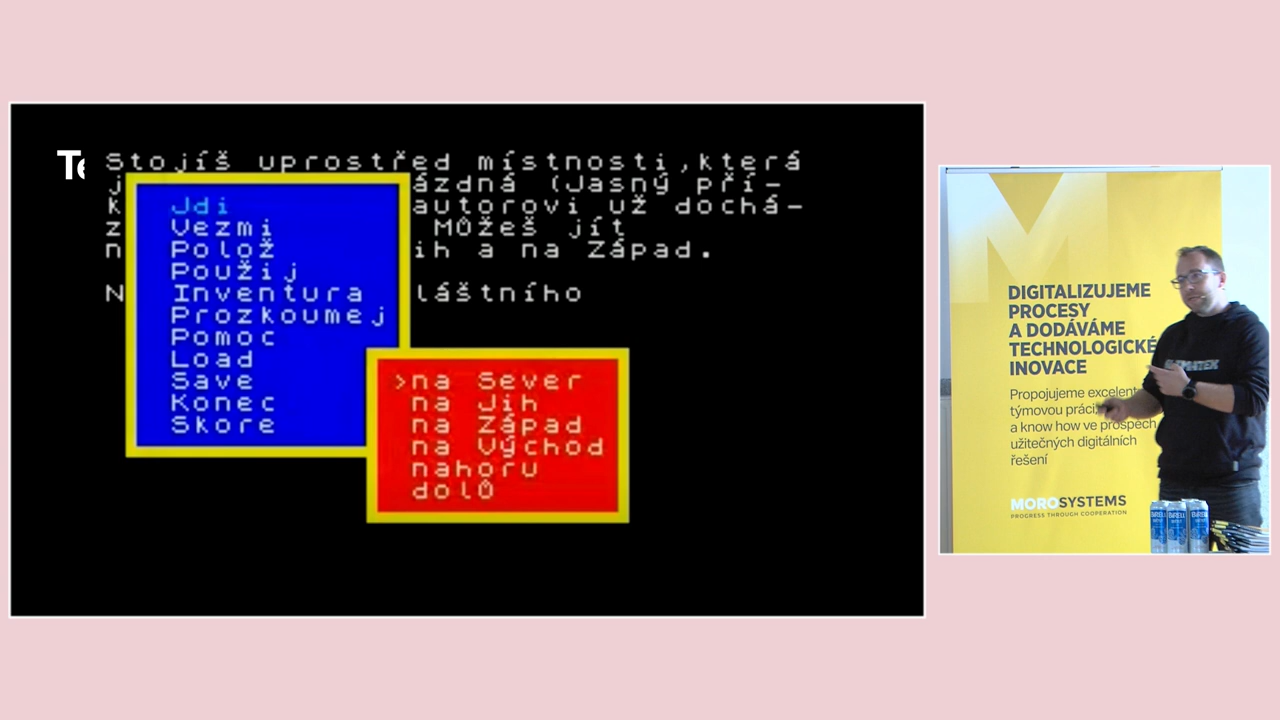 Te
Stojíš uprostřed místnosti,která
j ázdná (Jasný pří-
k autorovi už dochá-
z Můžeš jít
n ih a na Západ.
N láštního
Jdi
Vezmi
Polož
Použij
Inventura
Prozkoumej
Pomoc
Load
Save
Konec
Skore
>na Sever
na Jih
na Západ
na Východ
nahoru
dolů
DIGITALIZUJEME
PROCESY
A DODÁVÁME
TECHNOLOGICKÉ
INOVACE
Propojujeme excelent
týmovou práci
a know how ve prospěch
užitečných digitálních
řešení
MOROSYSTEMS
PROGRESS THROUGH COOPERATION